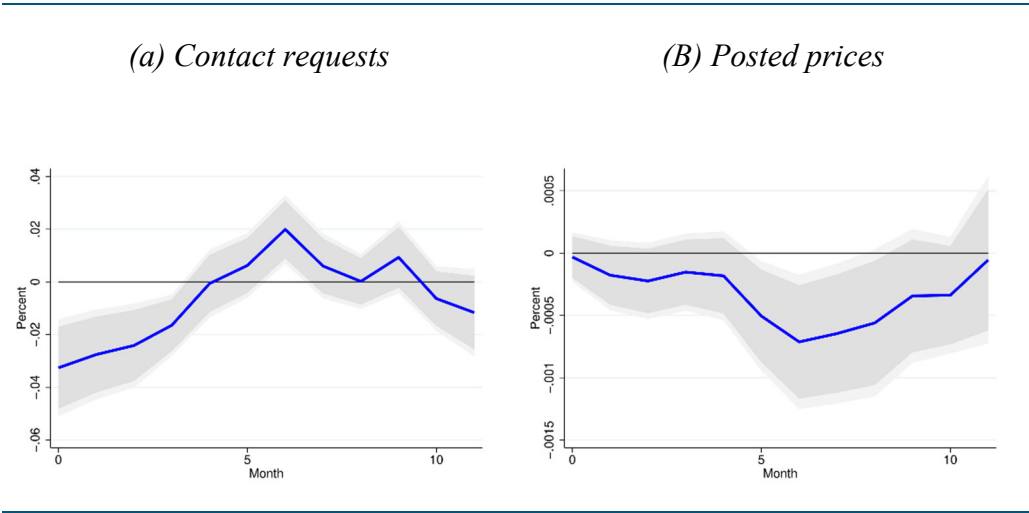 (a) Contact requests
(B) Posted prices
.04
.02
0
-.02
-.04
-.06
Percent
0
5
10
Month
.0005
0
-.0005
-.001
-.0015
Percent
0
5
10
Month